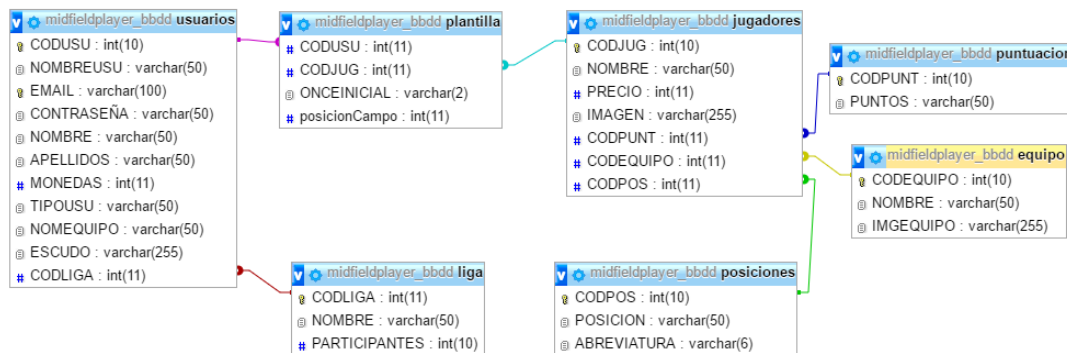 midfieldplayer_bbdd usuarios
CODUSU : int(10)
NOMBREUSU : varchar(50)
EMAIL : varchar(100)
CONTRASEÑA : varchar(50)
NOMBRE : varchar(50)
APELLIDOS : varchar(50)
MONEDAS : int(11)
TIPOUSU : varchar(50)
NOMEQUIPO : varchar(50)
ESCUDO : varchar(255)
CODLIGA : int(11)
midfieldplayer_bbdd plantilla
CODUSU : int(11)
CODJUG : int(11)
ONCEINICIAL : varchar(2)
posicionCampo : int(11)
midfieldplayer_bbdd jugadores
CODJUG : int(10)
NOMBRE : varchar(50)
PRECIO : int(11)
IMAGEN : varchar(255)
CODPUNT : int(11)
CODEQUIPO : int(11)
CODPOS : int(11)
midfieldplayer_bbdd puntuacion
CODPUNT : int(10)
PUNTOS : varchar(50)
midfieldplayer_bbdd equipo
CODEQUIPO : int(10)
NOMBRE : varchar(50)
IMGEQUIPO : varchar(255)
midfieldplayer_bbdd liga
CODLIGA : int(11)
NOMBRE : varchar(50)
PARTICIPANTES : int(10)
midfieldplayer_bbdd posiciones
CODPOS : int(10)
POSICION : varchar(50)
ABREVIATURA : varchar(6)